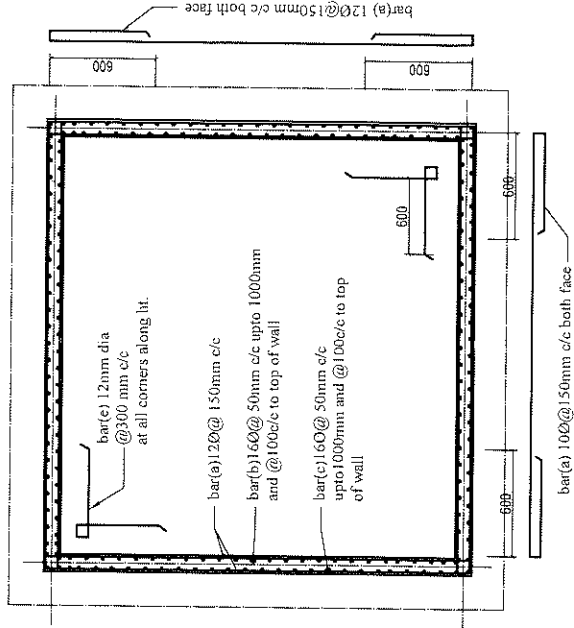 bar(a) 12Ø@150mm c/c both face
600
600
bar(e) 12mm dia
@300 mm c/c
at all corners along ht.
600
bar(a)12Ø@ 150mm c/c
bar(b)16Ø@ 50mm c/c upto 1000mm
and @100c/c to top of wall
bar(c)16O@ 50mm c/c
upto1000mm and @100c/c to top
of wall
600
600
bar(a) 10Ø@150mm c/c both face